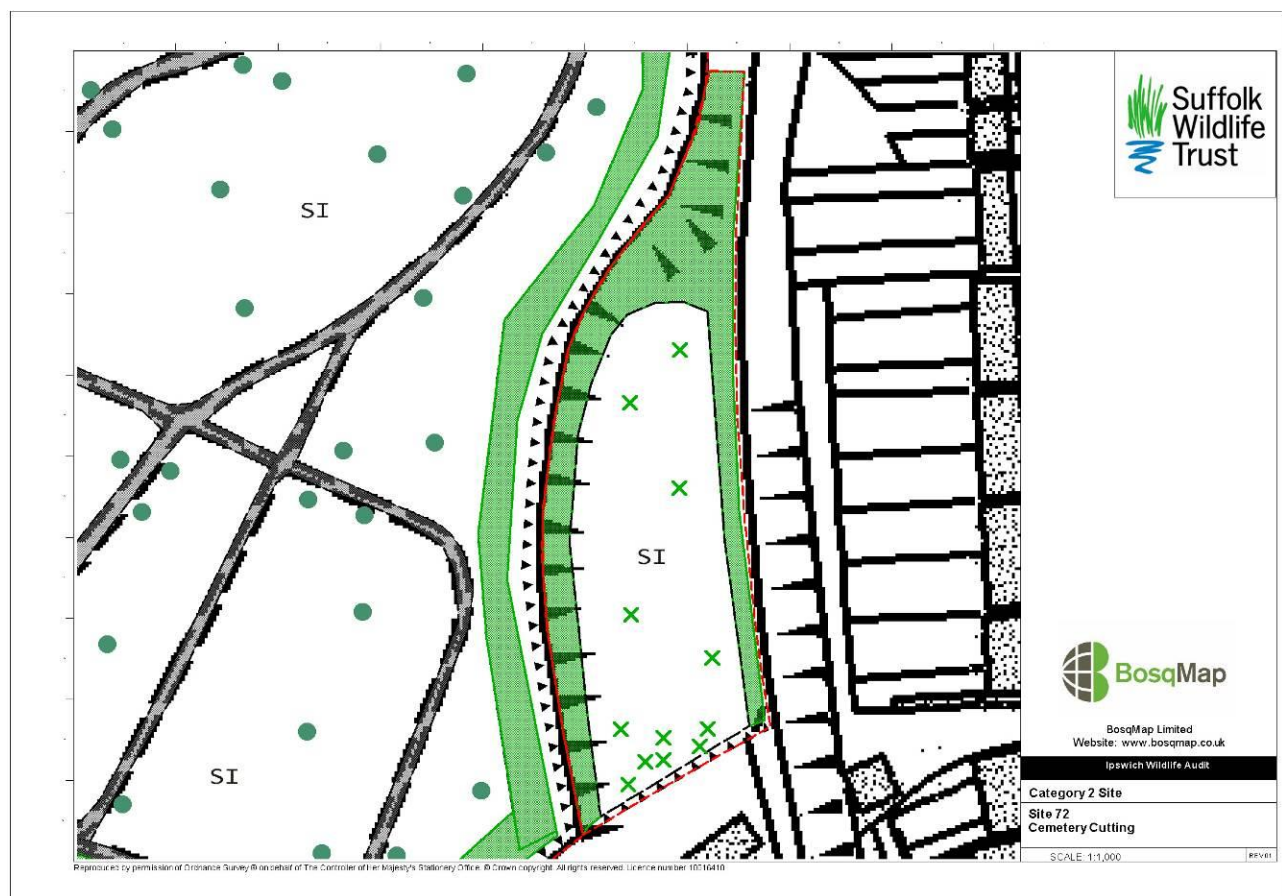 SI
SI
SI
Suffolk
Wildlife
Trust
BosqMap
BosqMap Limited
Website: www.bosqmap.co.uk
Ipswich Wildlife Audit
Category 2 Site
Site 72
Cemetery Cutting
SCALE: 1:1,000
REV01
Reproduced by permission of Ordnance Survey ® on behalf of The Controller of Her Majesty's Stationery Office. © Crown copyright. All rights reserved. Licence number 10016410